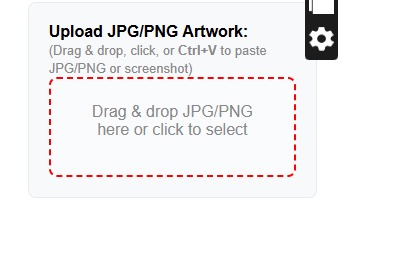 Upload JPG/PNG Artwork:
(Drag & drop, click, or Ctrl+V to paste
JPG/PNG or screenshot)
Drag & drop JPG/PNG
here or click to select